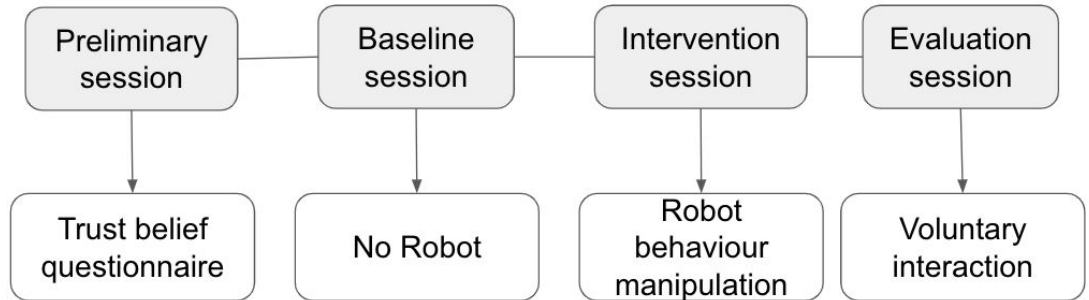 Preliminary
session
Baseline
session
Intervention
session
Evaluation
session
Trust belief
questionnaire
No Robot
Robot
behaviour
manipulation
Voluntary
interaction